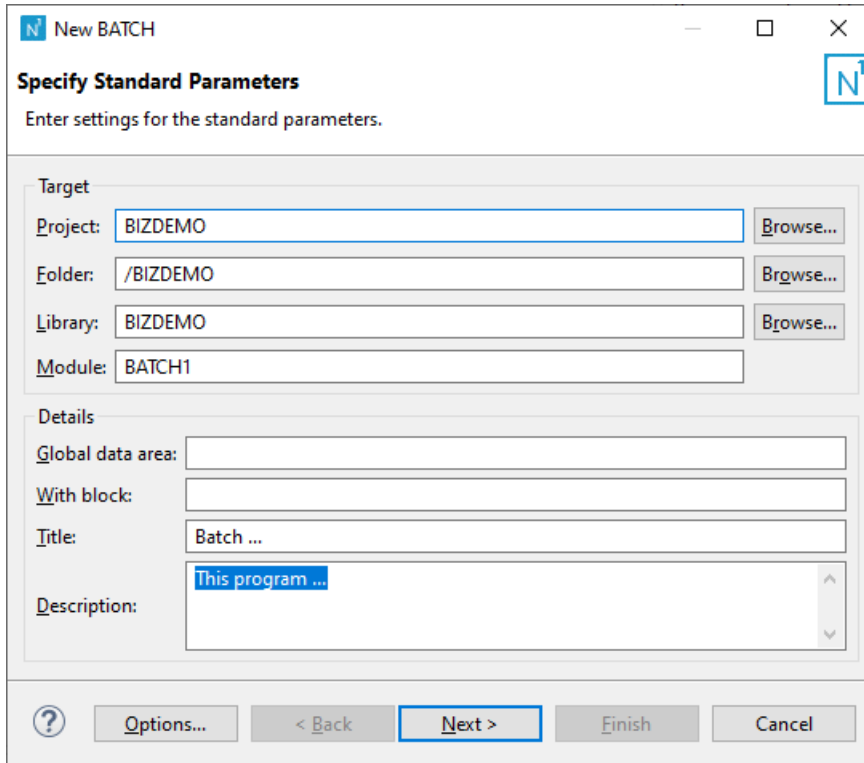 N1 New BATCH
Specify Standard Parameters
N1
Enter settings for the standard parameters.
Target
Project: BIZDEMO Browse...
Folder: /BIZDEMO Browse...
Library: BIZDEMO Browse...
Module: BATCH1
Details
Global data area:
With block:
Title: Batch ...
This program ...
Description:
? Options... < Back Next > Finish Cancel